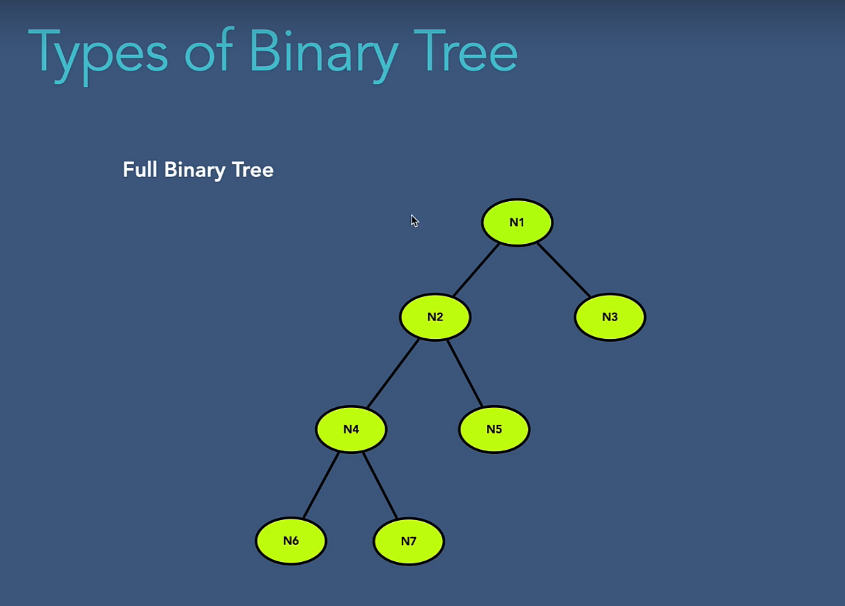 Types of Binary Tree
Full Binary Tree
N1
N2
N3
N4
N5
N6
N7